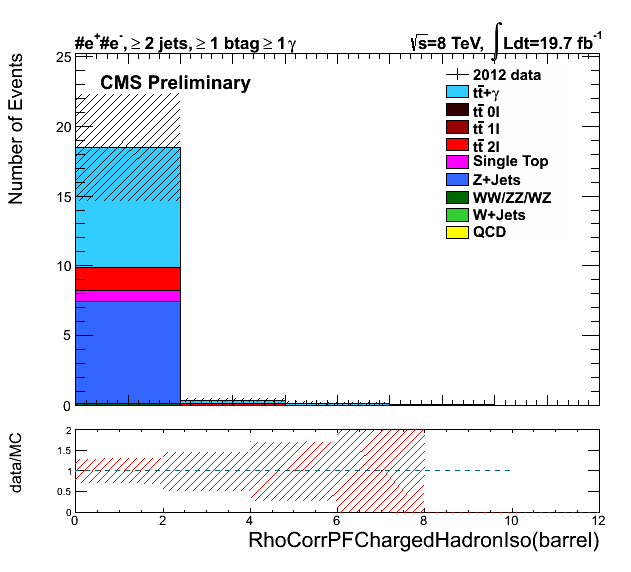 #e⁺#e⁻, ≥ 2 jets, ≥ 1 btag ≥ 1γ
√s=8 TeV, ∫ Ldt=19.7 fb⁻¹
CMS Preliminary
Number of Events
25
20
15
10
5
0
2012 data
tt̄+γ
tt̄ 0l
tt̄ 1l
tt̄ 2l
Single Top
Z+Jets
WW/ZZ/WZ
W+Jets
QCD
data/MC
2
1.5
1
0.5
0
0 2 4 6 8 10 12
RhoCorrPFChargedHadronIso(barrel)